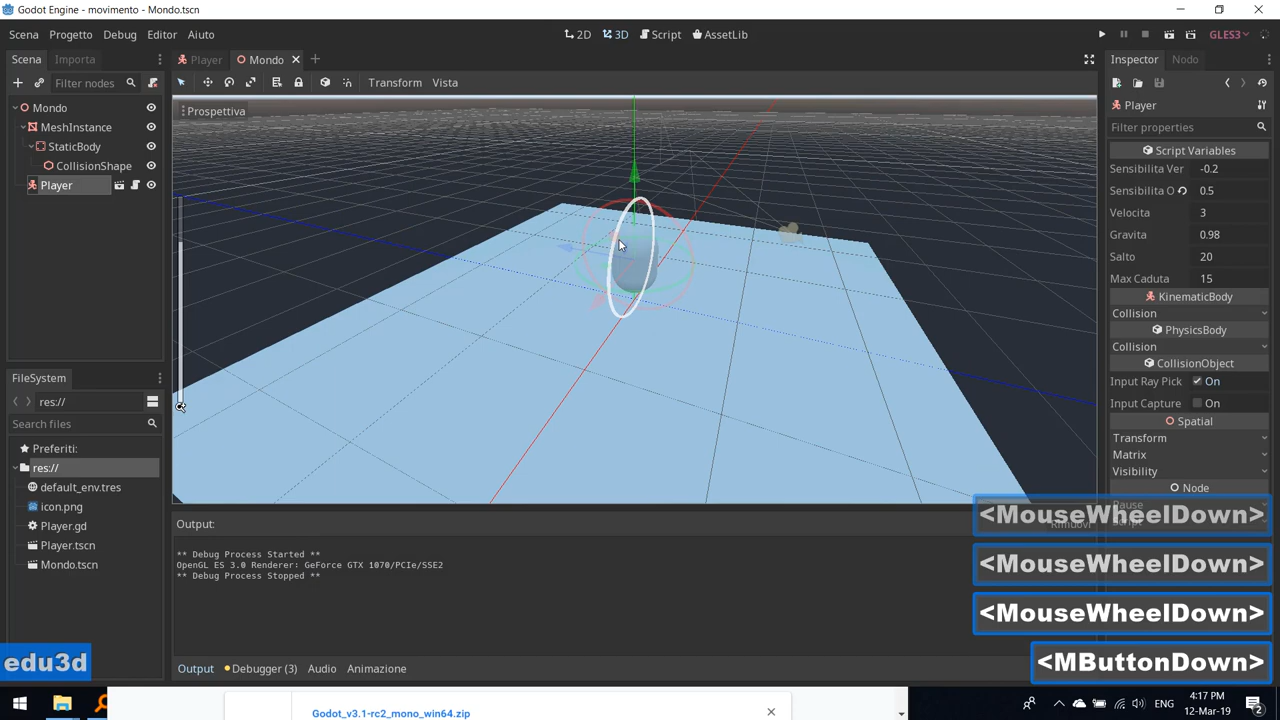 Godot Engine - movimento - Mondo.tscn
Scena Progetto Debug Editor Aiuto
2D 3D Script AssetLib
GLES3
Scena Importa
Player Mondo
Inspector Nodo
Filter nodes
Transform Vista
Mondo
MeshInstance
StaticBody
CollisionShape
Player
Prospettiva
Player
Filter properties
Script Variables
Sensibilita Ver -0.2
Sensibilita O 0.5
Velocita 3
Gravita 0.98
Salto 20
Max Caduta 15
KinematicBody
Collision
PhysicsBody
Collision
CollisionObject
Input Ray Pick On
Input Capture On
Spatial
Transform
Matrix
Visibility
Node
Pause
FileSystem
res://
Search files
Preferiti:
res://
default_env.tres
icon.png
Player.gd
Player.tscn
Mondo.tscn
Output:
Rimuovi
** Debug Process Started **
OpenGL ES 3.0 Renderer: GeForce GTX 1070/PCIe/SSE2
** Debug Process Stopped **
Output Debugger (3) Audio Animazione
<MouseWheelDown>
<MouseWheelDown>
<MouseWheelDown>
<MButtonDown>
edu3d
Godot_v3.1-rc2_mono_win64.zip
ENG
4:17 PM
12-Mar-19
2